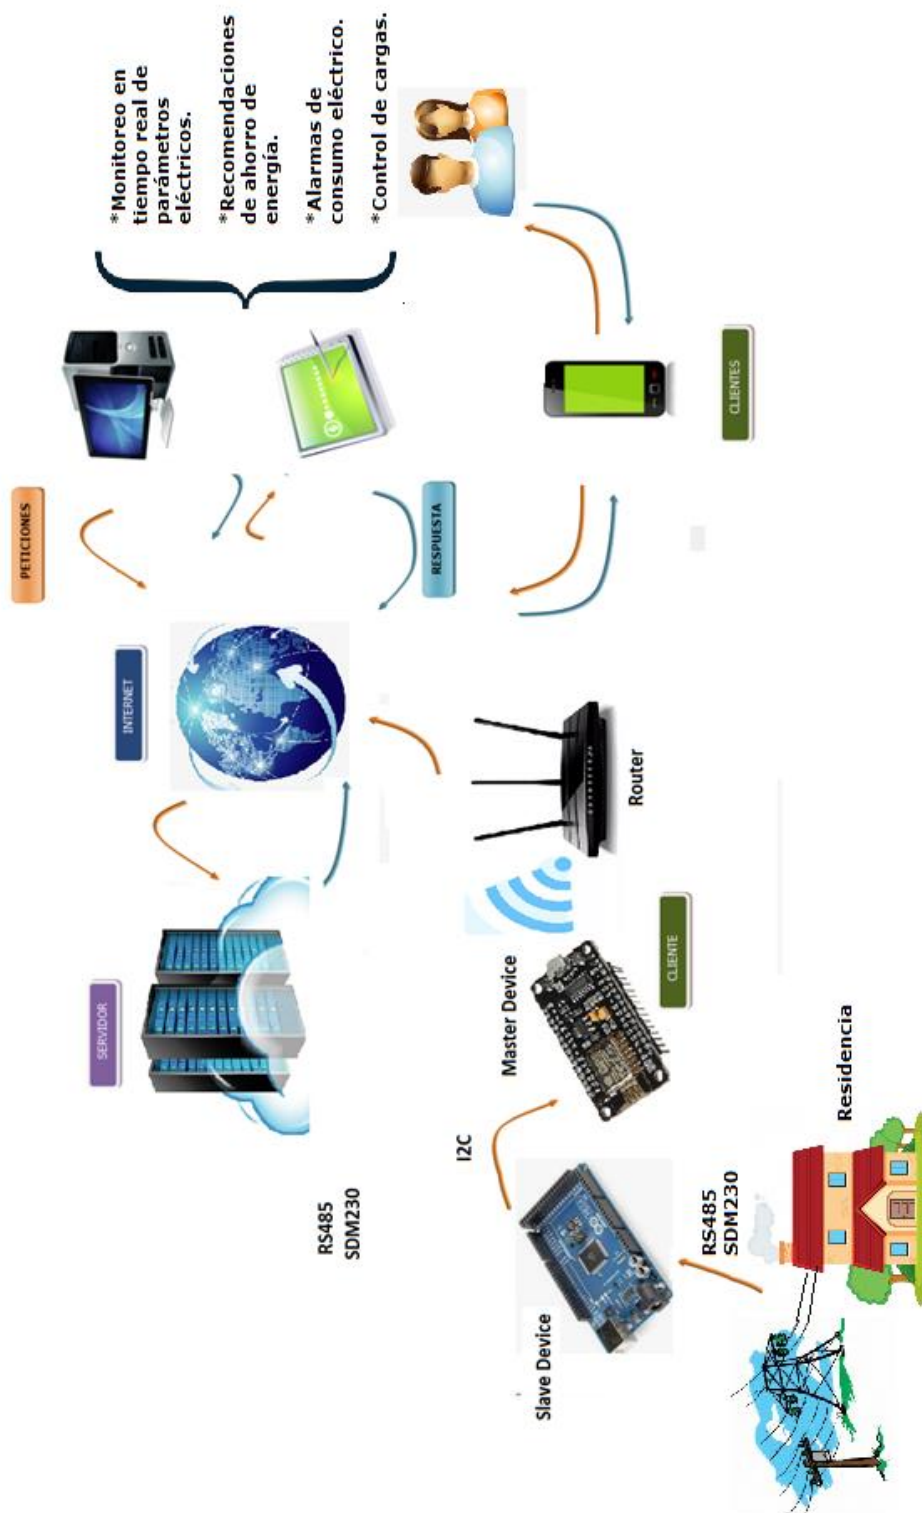 *Monitoreo en
tiempo real de
parámetros
eléctricos.
*Recomendaciones
de ahorro de
energía.
*Alarmas de
consumo eléctrico.
*Control de cargas.
PETICIONES
RESPUESTA
CLIENTES
INTERNET
SERVIDOR
Router
CLIENTE
Master Device
I2C
RS485
SDM230
Slave Device
RS485
SDM230
Residencia